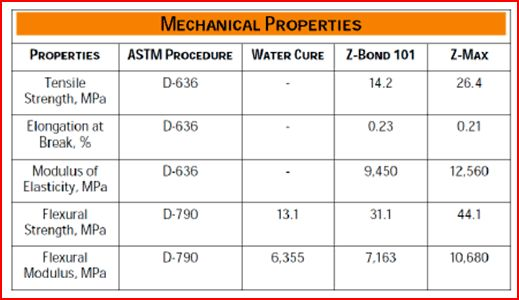 MECHANICAL PROPERTIES
PROPERTIES ASTM PROCEDURE WATER CURE Z-BOND 101 Z-MAX
Tensile Strength, MPa D-636 - 14.2 26.4
Elongation at Break, % D-636 - 0.23 0.21
Modulus of Elasticity, MPa D-636 - 9,450 12,560
Flexural Strength, MPa D-790 13.1 31.1 44.1
Flexural Modulus, MPa D-790 6,355 7,163 10,680